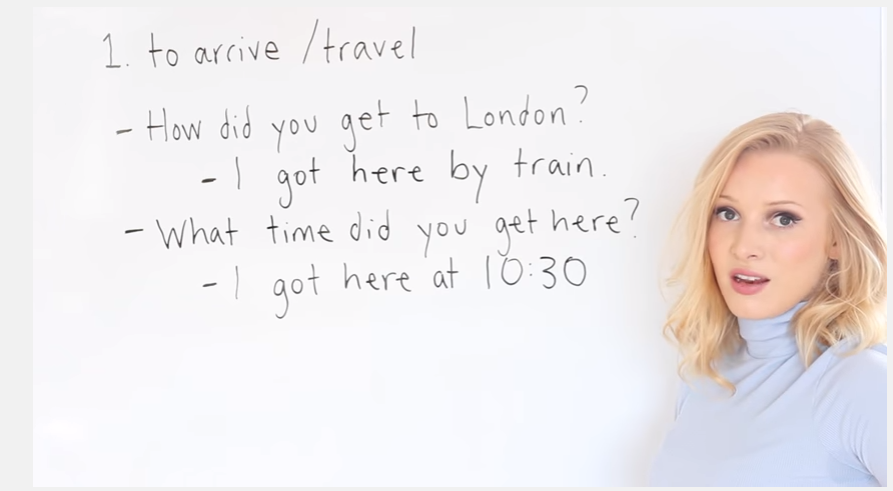 1. to arrive /travel
- How did you get to London?
- I got here by train.
- What time did you get here?
- I got here at 10:30